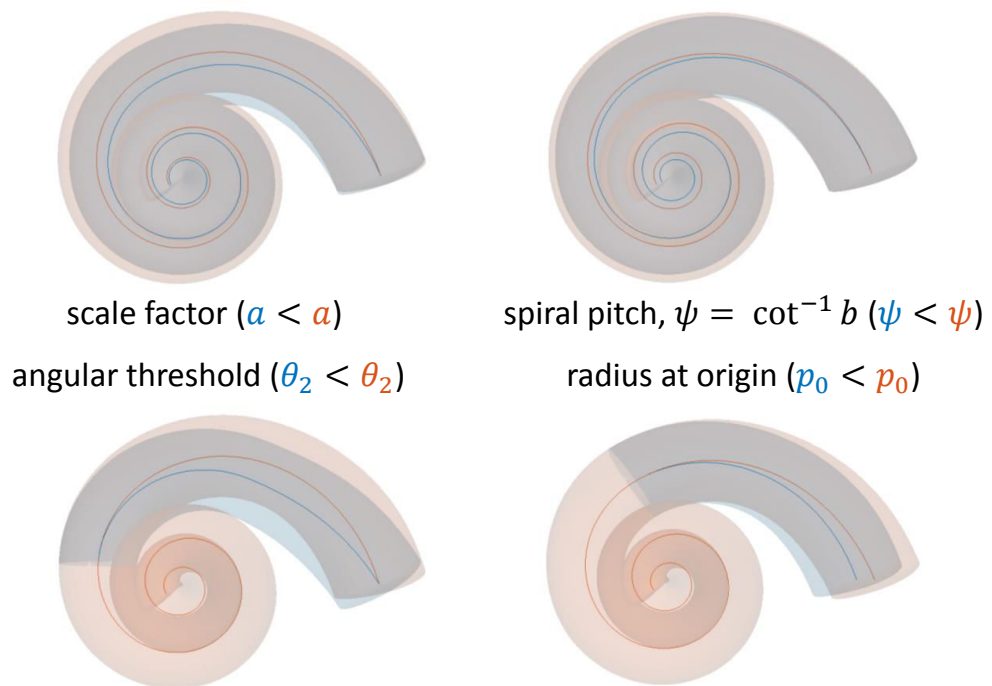 scale factor (a < a)
spiral pitch, ψ = cot⁻¹ b (ψ < ψ)
angular threshold (θ₂ < θ₂)
radius at origin (p₀ < p₀)